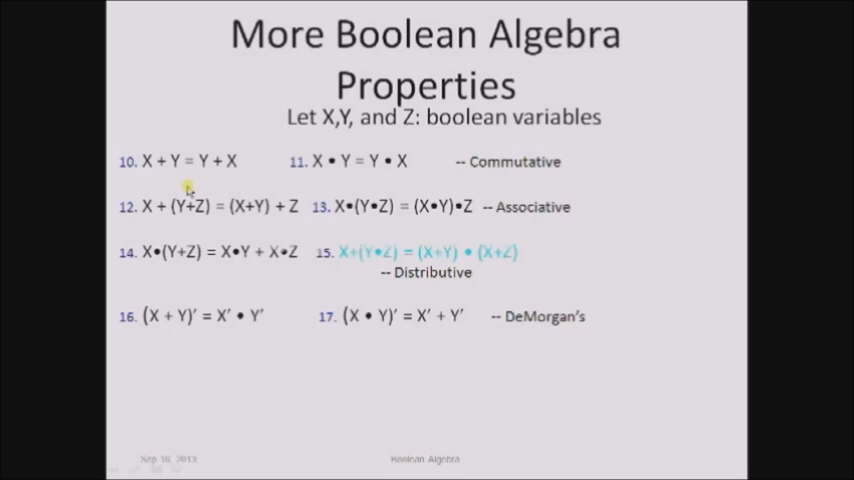 More Boolean Algebra
Properties
Let X,Y, and Z: boolean variables
10. X + Y = Y + X 11. X • Y = Y • X -- Commutative
12. X + (Y+Z) = (X+Y) + Z 13. X•(Y•Z) = (X•Y)•Z -- Associative
14. X•(Y+Z) = X•Y + X•Z 15. X+(Y•Z) = (X+Y) • (X+Z)
-- Distributive
16. (X + Y)′ = X′ • Y′ 17. (X • Y)′ = X′ + Y′ -- DeMorgan's
Sep 16, 2013 Boolean Algebra